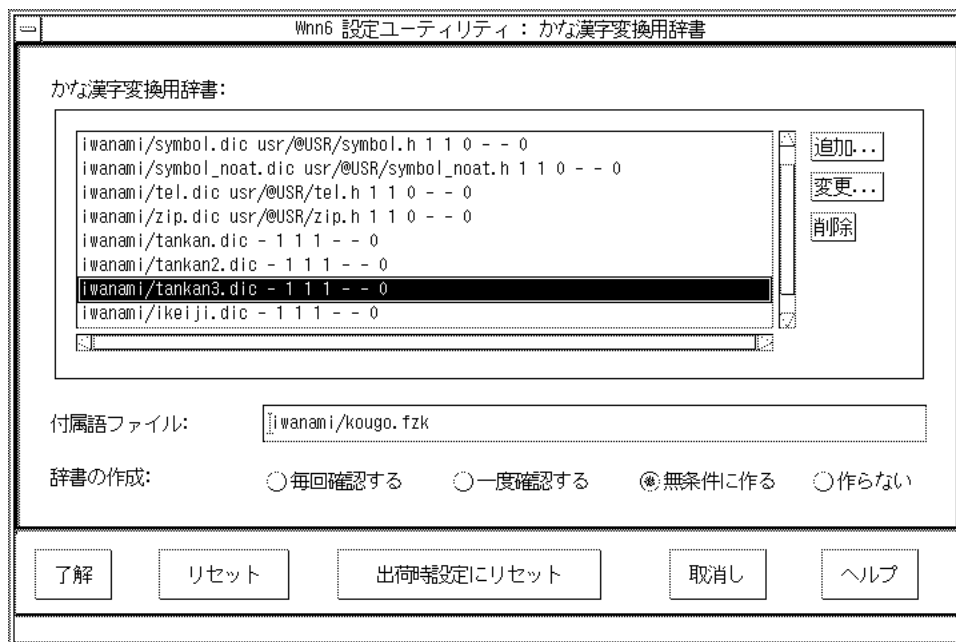 Wnn6 設定ユーティリティ : かな漢字変換用辞書
かな漢字変換用辞書:
iwanami/symbol.dic usr/@USR/symbol.h 1 1 0 - - 0
iwanami/symbol_noat.dic usr/@USR/symbol_noat.h 1 1 0 - - 0
iwanami/tel.dic usr/@USR/tel.h 1 1 0 - - 0
iwanami/zip.dic usr/@USR/zip.h 1 1 0 - - 0
iwanami/tankan.dic - 1 1 1 - - 0
iwanami/tankan2.dic - 1 1 1 - - 0
iwanami/tankan3.dic - 1 1 1 - - 0
iwanami/ikeiji.dic - 1 1 1 - - 0
追加...
変更...
削除
付属語ファイル: iwanami/kougo.fzk
辞書の作成: 毎回確認する 一度確認する 無条件に作る 作らない
了解 リセット 出荷時設定にリセット 取消し ヘルプ